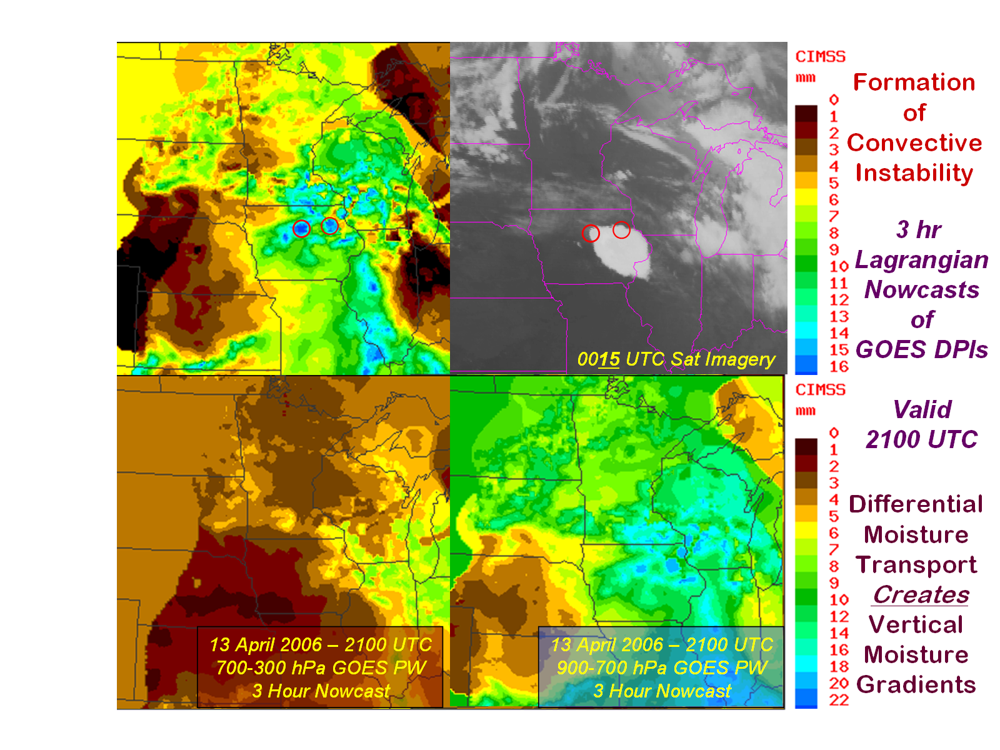 CIMSS
mm
0
1
2
3
4
5
6
7
8
9
10
11
12
13
14
15
16
Formation
of
Convective
Instability
3 hr
Lagrangian
Nowcasts
of
GOES DPIs
0015 UTC Sat Imagery
CIMSS
mm
0
1
2
3
4
5
6
7
8
9
10
12
14
16
18
20
22
Valid
2100 UTC
Differential
Moisture
Transport
Creates
Vertical
Moisture
Gradients
13 April 2006 – 2100 UTC
700-300 hPa GOES PW
3 Hour Nowcast
13 April 2006 – 2100 UTC
900-700 hPa GOES PW
3 Hour Nowcast